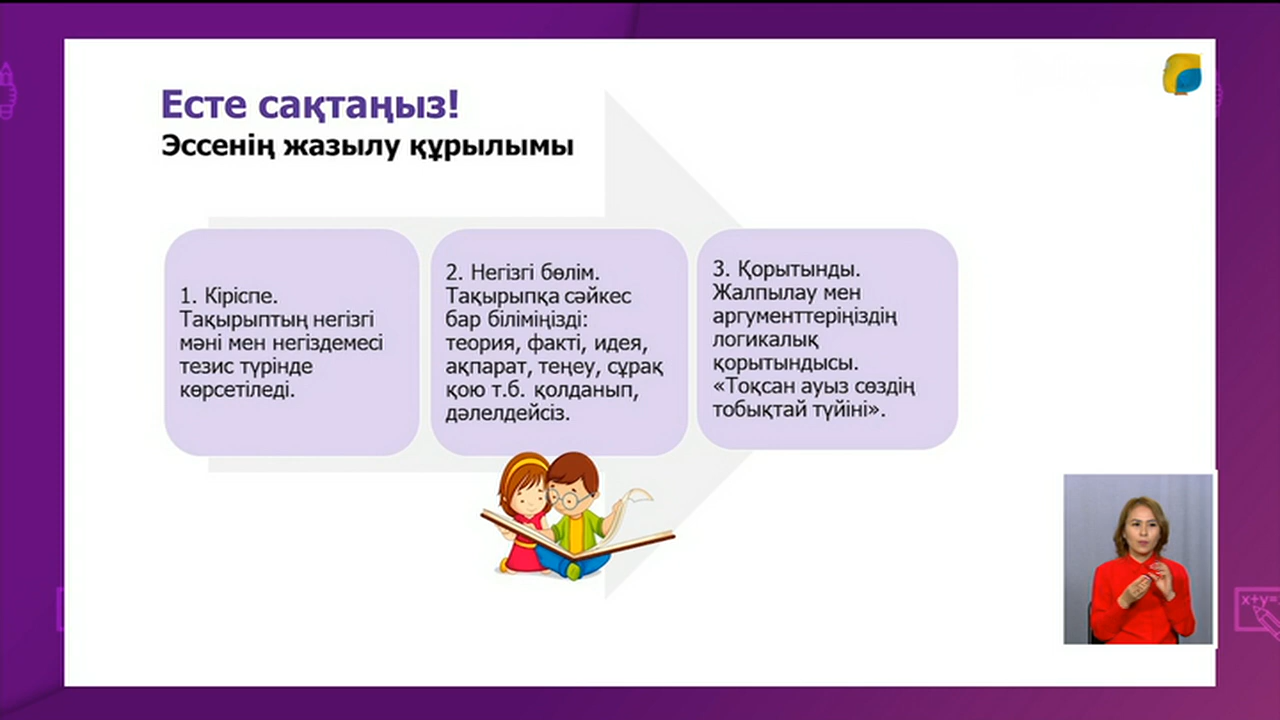 Есте сақтаңыз!
Эссенің жазылу құрылымы
1. Кіріспе.
Тақырыптың негізгі
мәні мен негіздемесі
тезис түрінде
көрсетіледі.
2. Негізгі бөлім.
Тақырыпқа сәйкес
бар біліміңізді:
теория, факті, идея,
ақпарат, теңеу, сұрақ
қою т.б. қолданып,
дәлелдейсіз.
3. Қорытынды.
Жалпылау мен
аргументтеріңіздің
логикалық
қорытындысы.
«Тоқсан ауыз сөздің
тобықтай түйіні».
x+y=